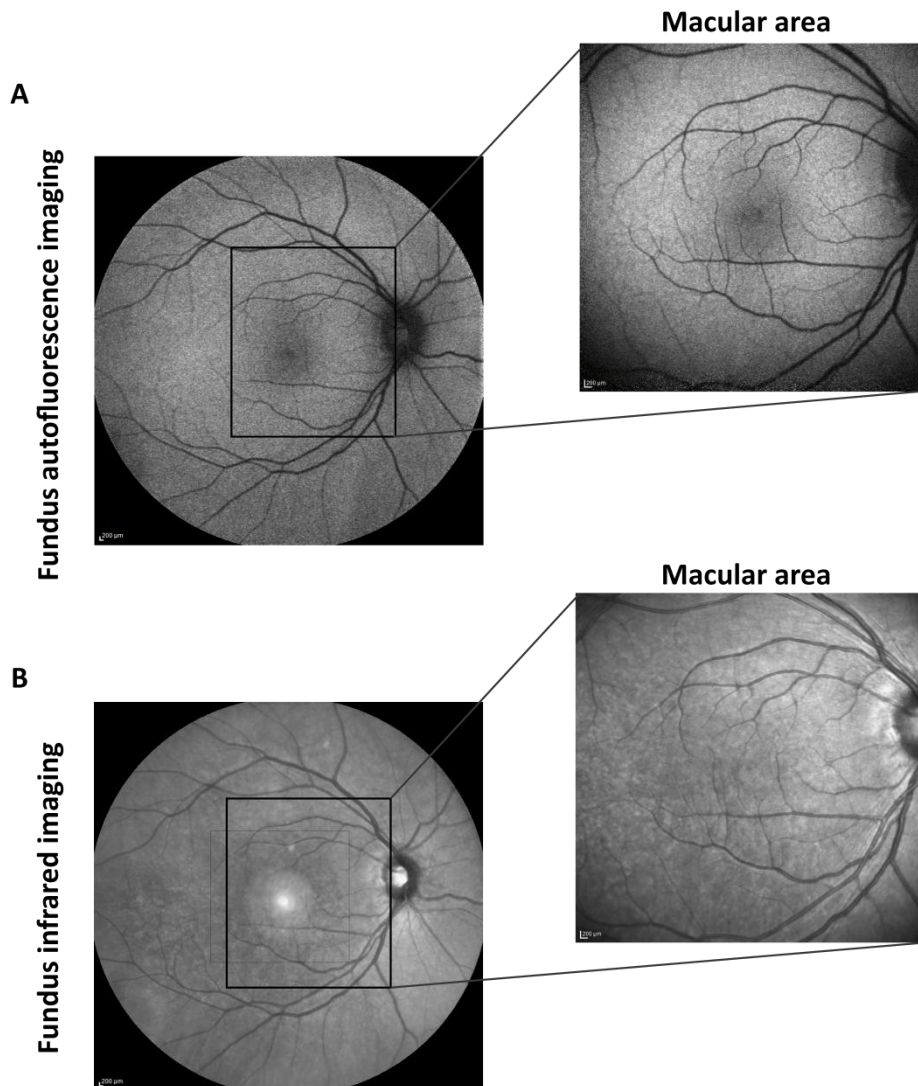 Macular area
A
Fundus autofluorescence imaging
200 µm
200 µm
Macular area
B
Fundus infrared imaging
200 µm
200 µm